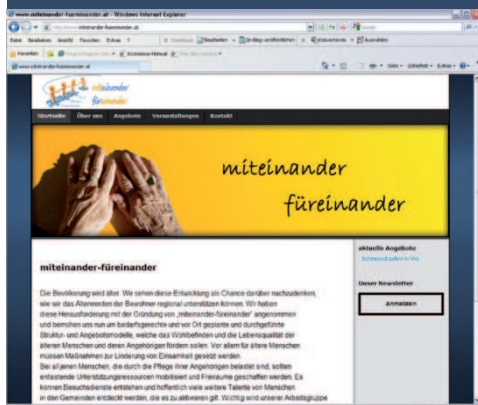 www.miteinander-fuereinander.at - Windows Internet Explorer
Datei Bearbeiten Ansicht Favoriten Extras ?
Favoriten
www.miteinander-fuereinander.at
Seite Sicherheit Extras
miteinander
füreinander
Startseite Über uns Angebote Veranstaltungen Kontakt
miteinander
füreinander
aktuelle Angebote
miteinander-füreinander
Unser Newsletter
Anmelden
Die Bevölkerung wird älter. Wir sehen diese Entwicklung als Chance darüber nachzudenken,
wie wir das Älterwerden der Bewohner regional unterstützen können. Wir haben
diese Herausforderung mit der Gründung von „miteinander-füreinander" angenommen
und bemühen uns nun um bedarfsgerechte und vor Ort geplante und durchgeführte
Struktur- und Angebotsmodelle, welche das Wohlbefinden und die Lebensqualität der
älteren Menschen und deren Angehörigen fördern sollen. Vor allem für ältere Menschen
müssen Maßnahmen zur Linderung von Einsamkeit gesetzt werden.
Bei all jenen Menschen, die durch die Pflege ihrer Angehörigen belastet sind, sollten
entlastende Unterstützungsressourcen mobilisiert und Freiräume geschaffen werden. Es
können Besuchsdienste entstehen und hoffentlich viele weitere Talente von Menschen
in den Gemeinden entdeckt werden, die es zu aktivieren gilt. Wichtig wird unserer Arbeitsgruppe